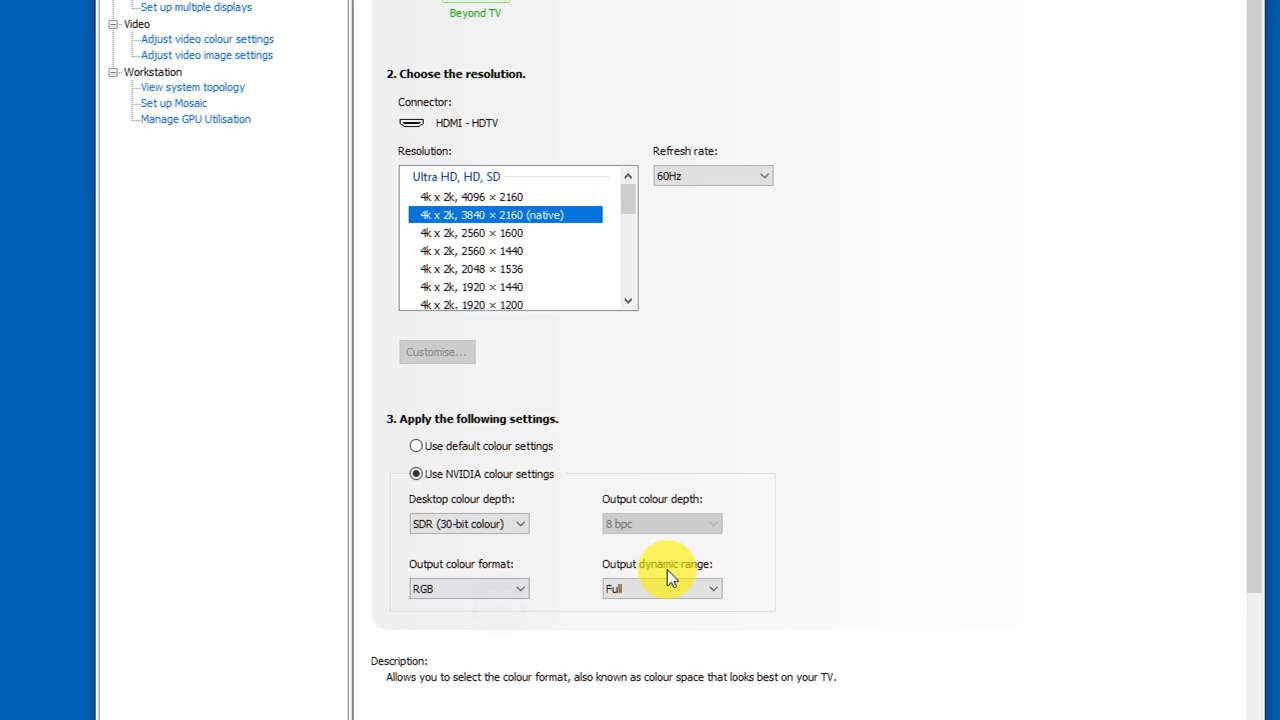 Set up multiple displays
Video
Adjust video colour settings
Adjust video image settings
Workstation
View system topology
Set up Mosaic
Manage GPU Utilisation
Beyond TV
2. Choose the resolution.
Connector:
HDMI - HDTV
Resolution:
Refresh rate:
Ultra HD, HD, SD
60Hz
4k x 2k, 4096 × 2160
4k x 2k, 3840 × 2160 (native)
4k x 2k, 2560 × 1600
4k x 2k, 2560 × 1440
4k x 2k, 2048 × 1536
4k x 2k, 1920 × 1440
4k x 2k, 1920 × 1200
Customise...
3. Apply the following settings.
Use default colour settings
Use NVIDIA colour settings
Desktop colour depth:
Output colour depth:
SDR (30-bit colour)
8 bpc
Output colour format:
Output dynamic range:
RGB
Full
Description:
Allows you to select the colour format, also known as colour space that looks best on your TV.